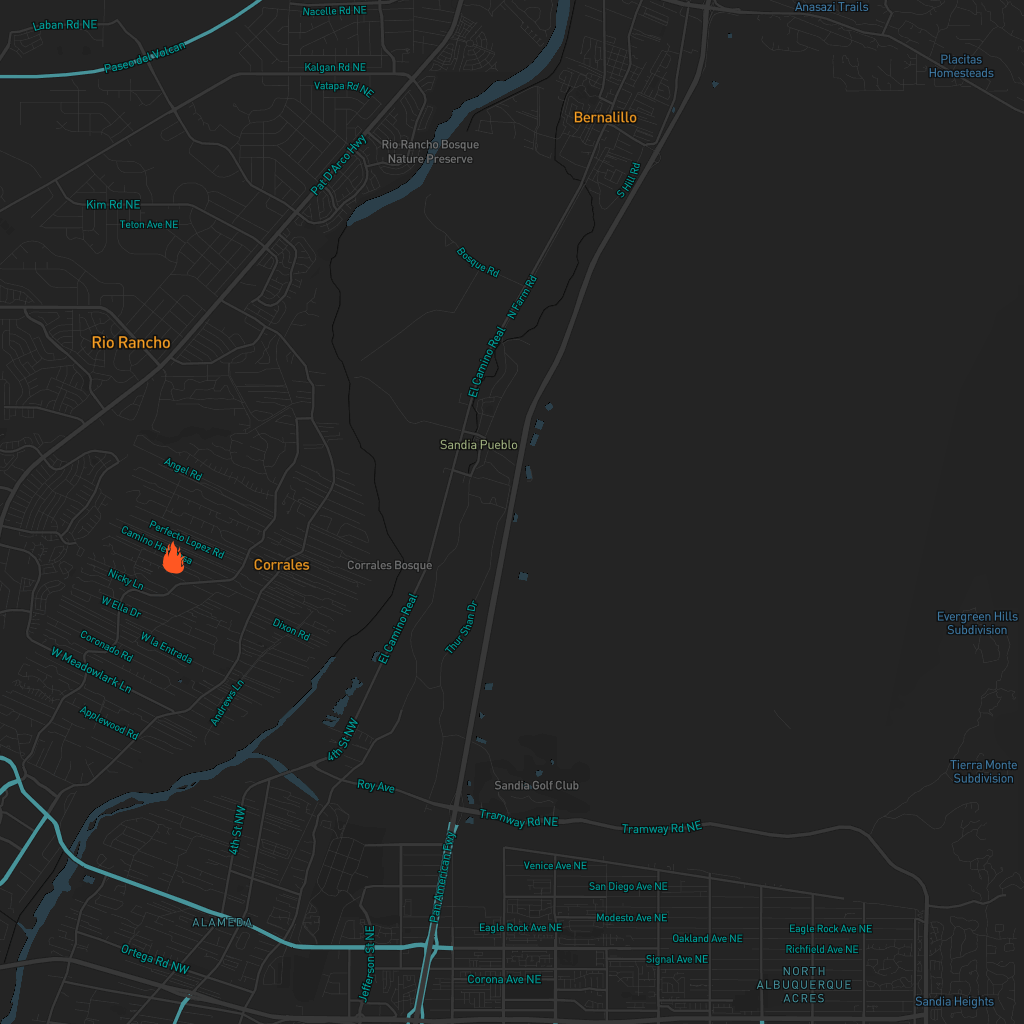 Anasazi Trails
Nacelle Rd NE
Laban Rd NE
Paseo del Volcan
Placitas
Homesteads
Kalgan Rd NE
Vatapa Rd NE
Bernalillo
Rio Rancho Bosque
Nature Preserve
Pat D'Arco Hwy
S Hill Rd
Kim Rd NE
Teton Ave NE
Bosque Rd
N Farm Rd
Rio Rancho
El Camino Real
Sandia Pueblo
Angel Rd
Perfecto Lopez Rd
Camino
Corrales
Corrales Bosque
Nicky Ln
W Ella Dr
Dixon Rd
El Camino Real
Thur Shan Dr
Evergreen Hills
Subdivision
Coronado Rd
W la Entrada
W Meadowlark Ln
Andrews Ln
Applewood Rd
4th St NW
Tierra Monte
Subdivision
Sandia Golf Club
Roy Ave
Tramway Rd NE
Tramway Rd NE
4th St NW
Pan American Fwy
Venice Ave NE
San Diego Ave NE
Modesto Ave NE
ALAMEDA
Eagle Rock Ave NE
Eagle Rock Ave NE
Oakland Ave NE
Richfield Ave NE
Signal Ave NE
Ortega Rd NW
Jefferson St NE
Corona Ave NE
NORTH
ALBUQUERQUE
ACRES
Sandia Heights